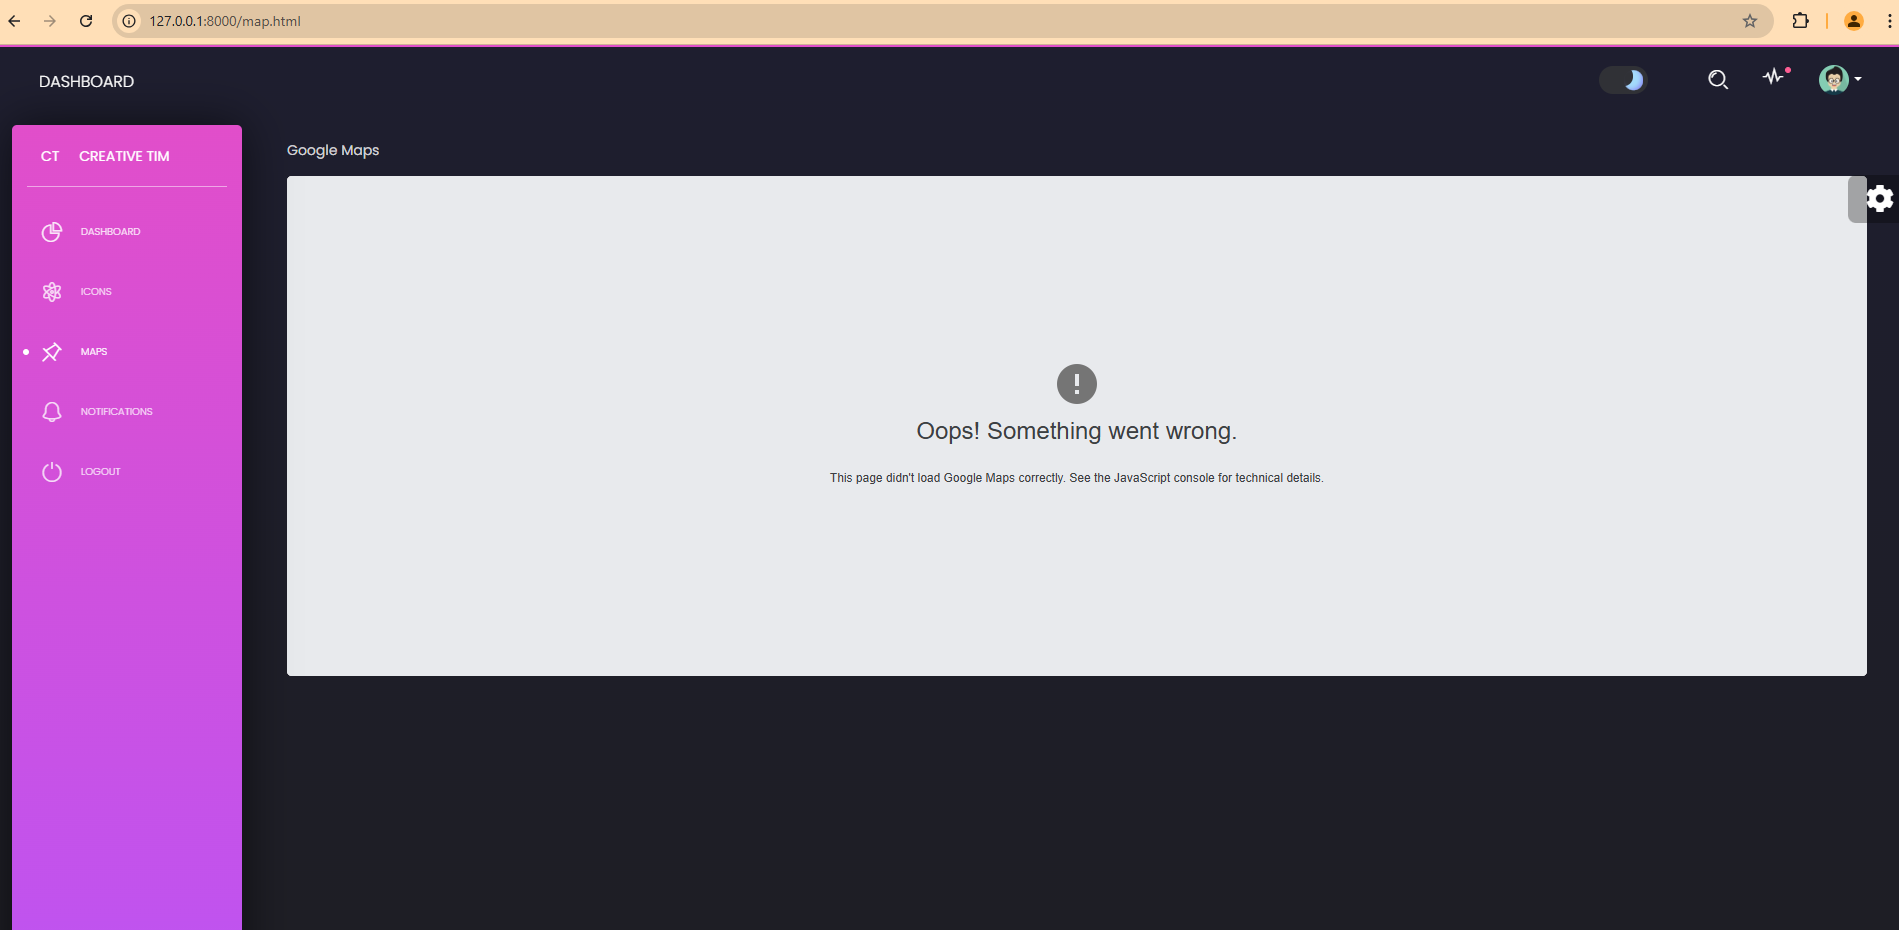 127.0.0.1:8000/map.html
DASHBOARD
CT CREATIVE TIM
DASHBOARD
ICONS
MAPS
NOTIFICATIONS
LOGOUT
Google Maps
Oops! Something went wrong.
This page didn't load Google Maps correctly. See the JavaScript console for technical details.